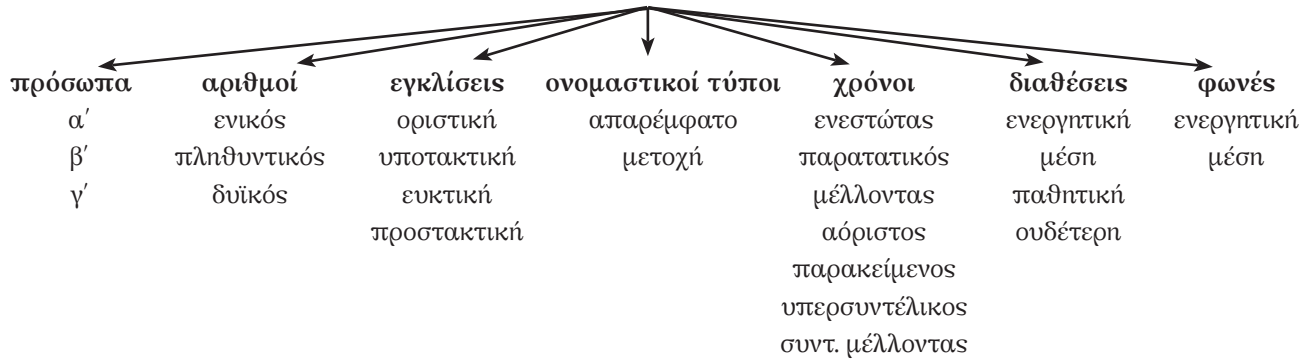 πρόσωπα αριθμοί εγκλίσεις ονομαστικοί τύποι χρόνοι διαθέσεις φωνές
α′ ενικός οριστική απαρέμφατο ενεστώτας ενεργητική ενεργητική
β′ πληθυντικός υποτακτική μετοχή παρατατικός μέση μέση
γ′ δυϊκός ευκτική μέλλοντας παθητική
προστακτική αόριστος ουδέτερη
παρακείμενος
υπερσυντέλικος
συντ. μέλλοντας